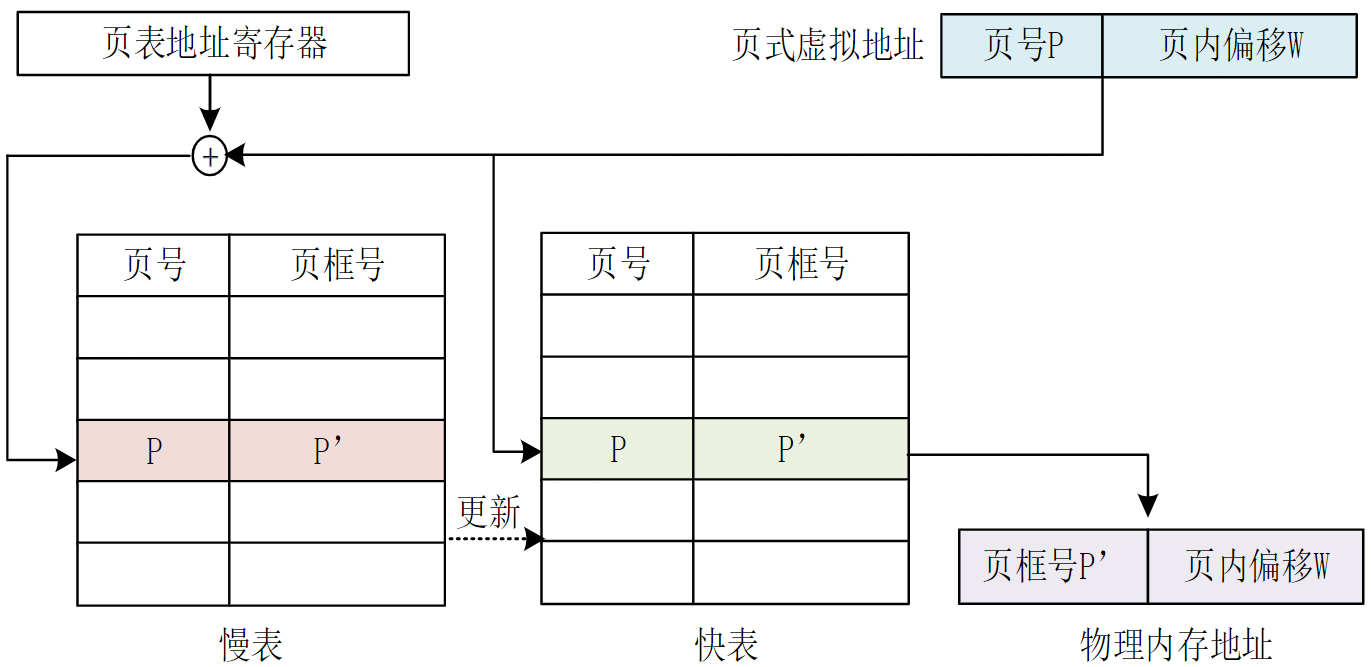 页表地址寄存器
页式虚拟地址 页号P 页内偏移W
+
页号 页框号
P P’
慢表
更新
页号 页框号
P P’
快表
页框号P’ 页内偏移W
物理内存地址